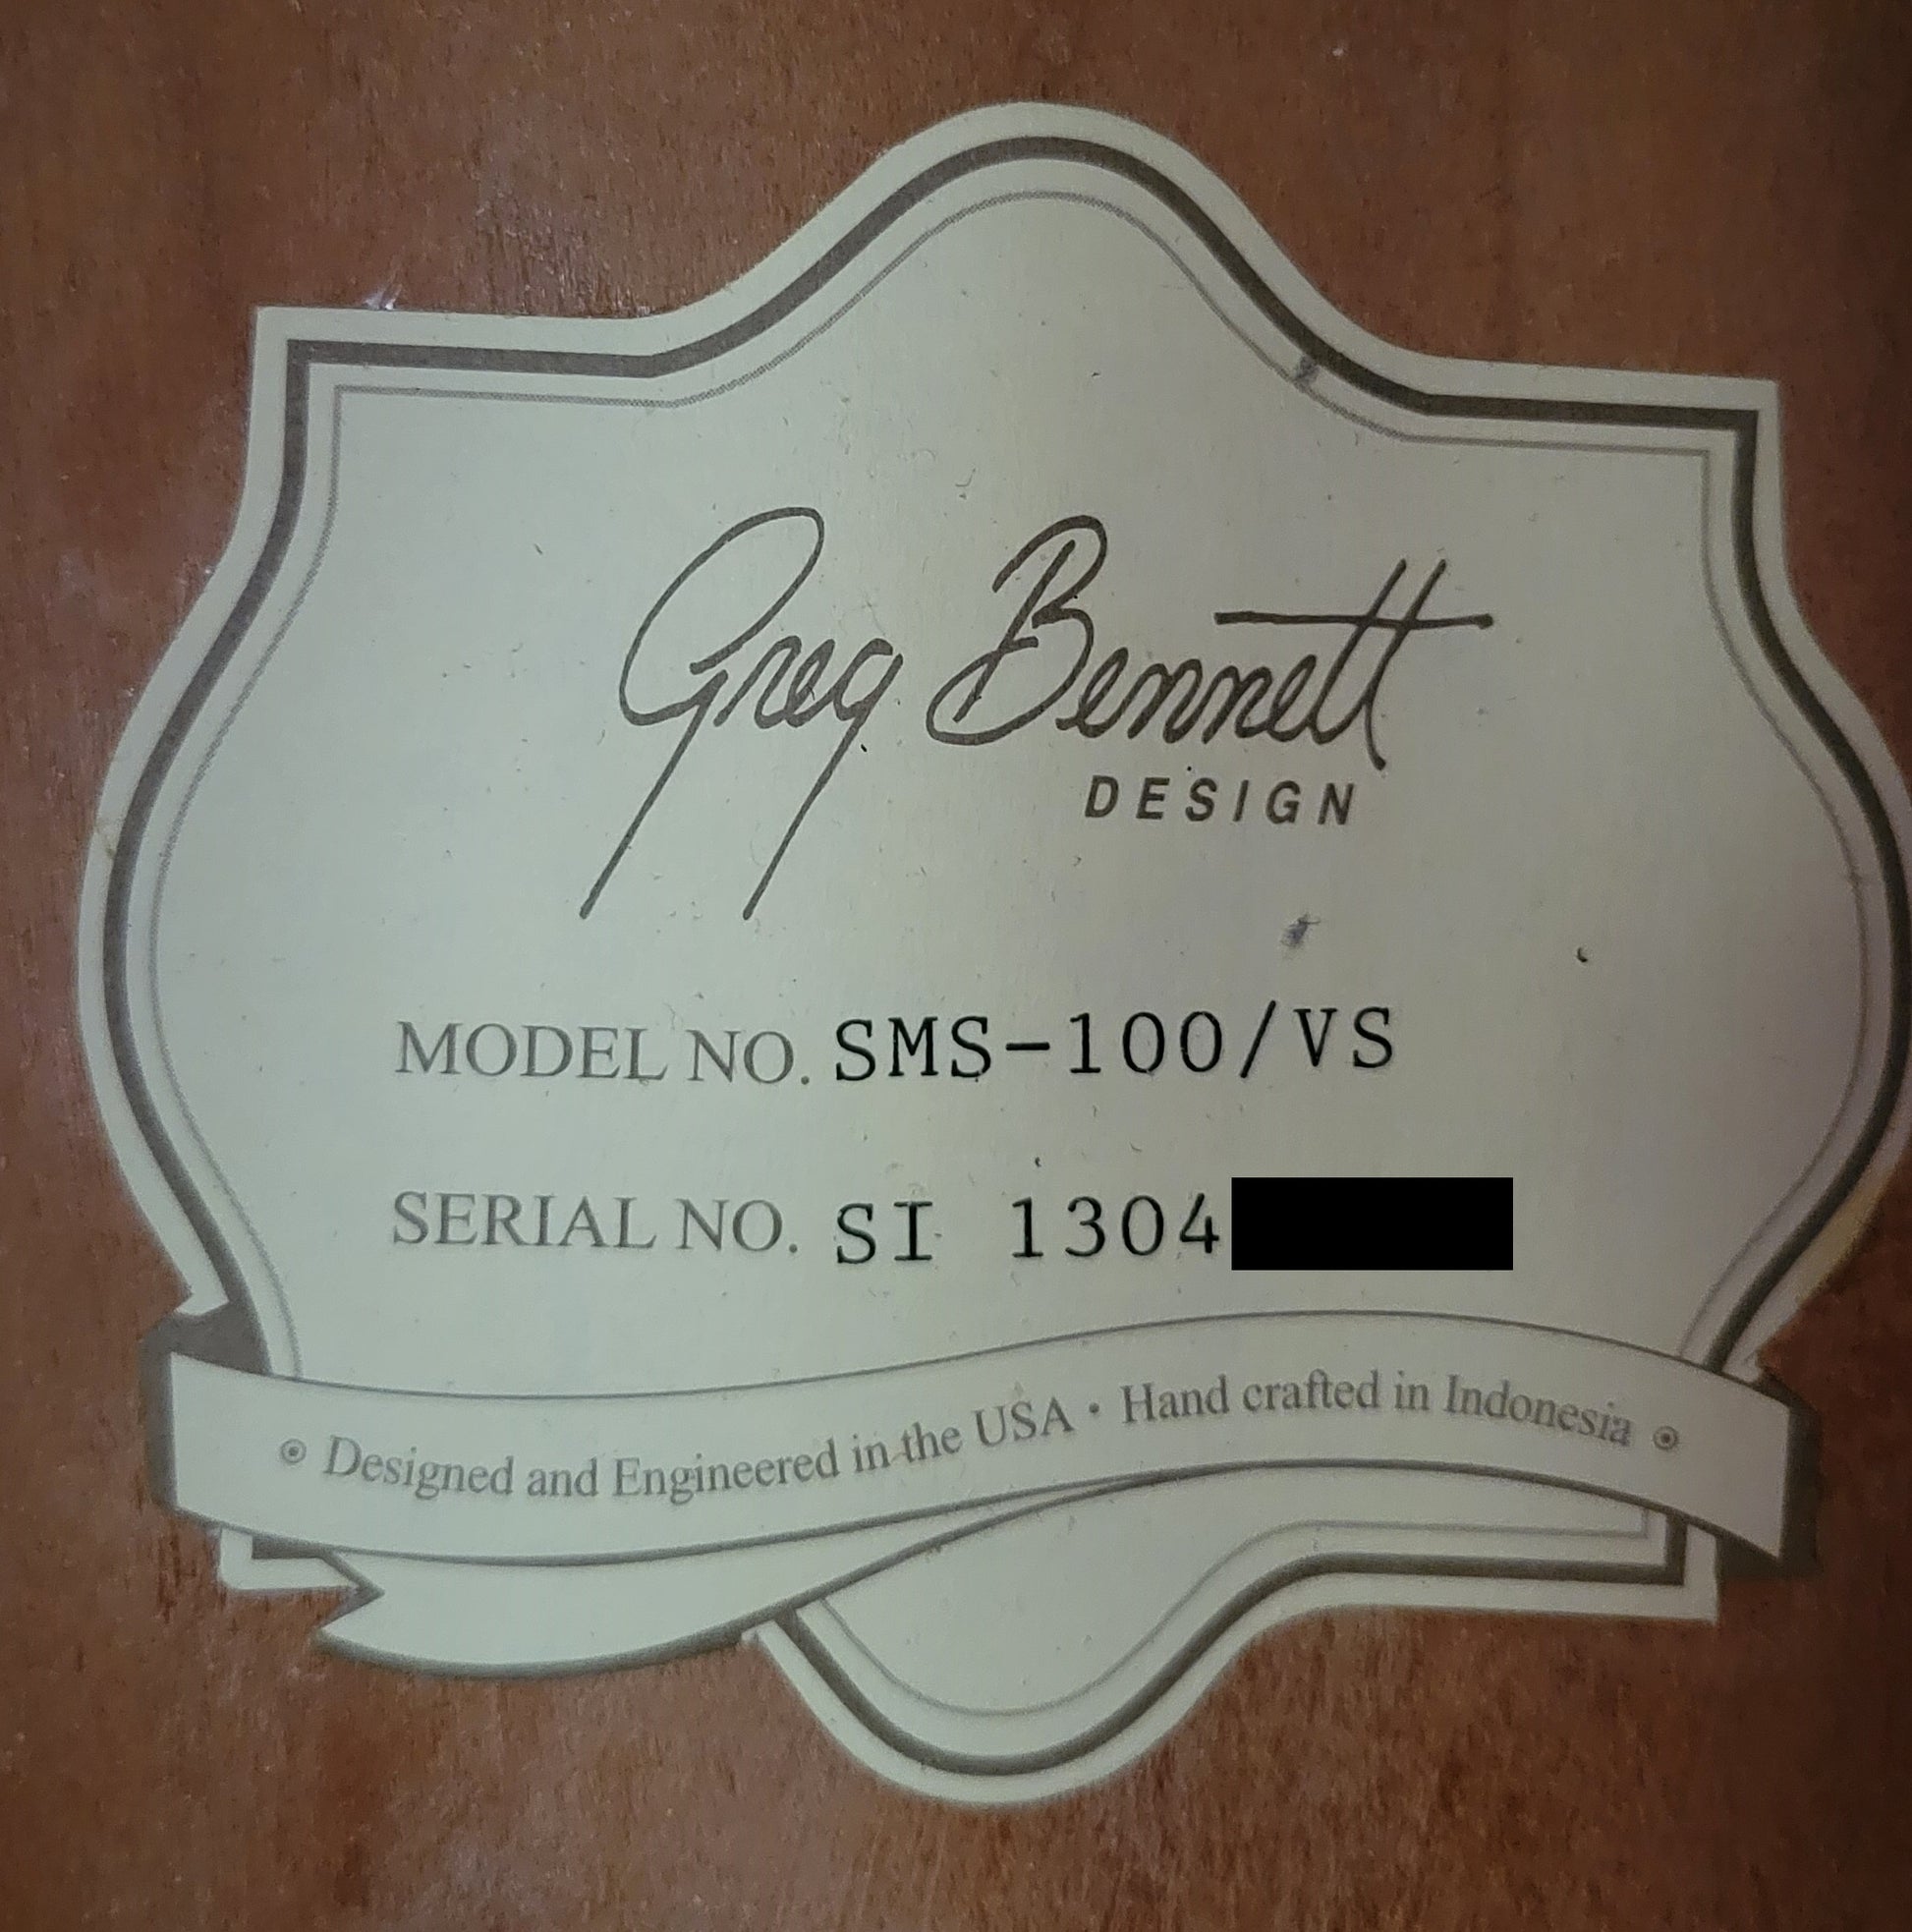 Greg Bennett
DESIGN
MODEL NO. SMS-100/VS
SERIAL NO. SI 1304
Designed and Engineered in the USA • Hand crafted in Indonesia